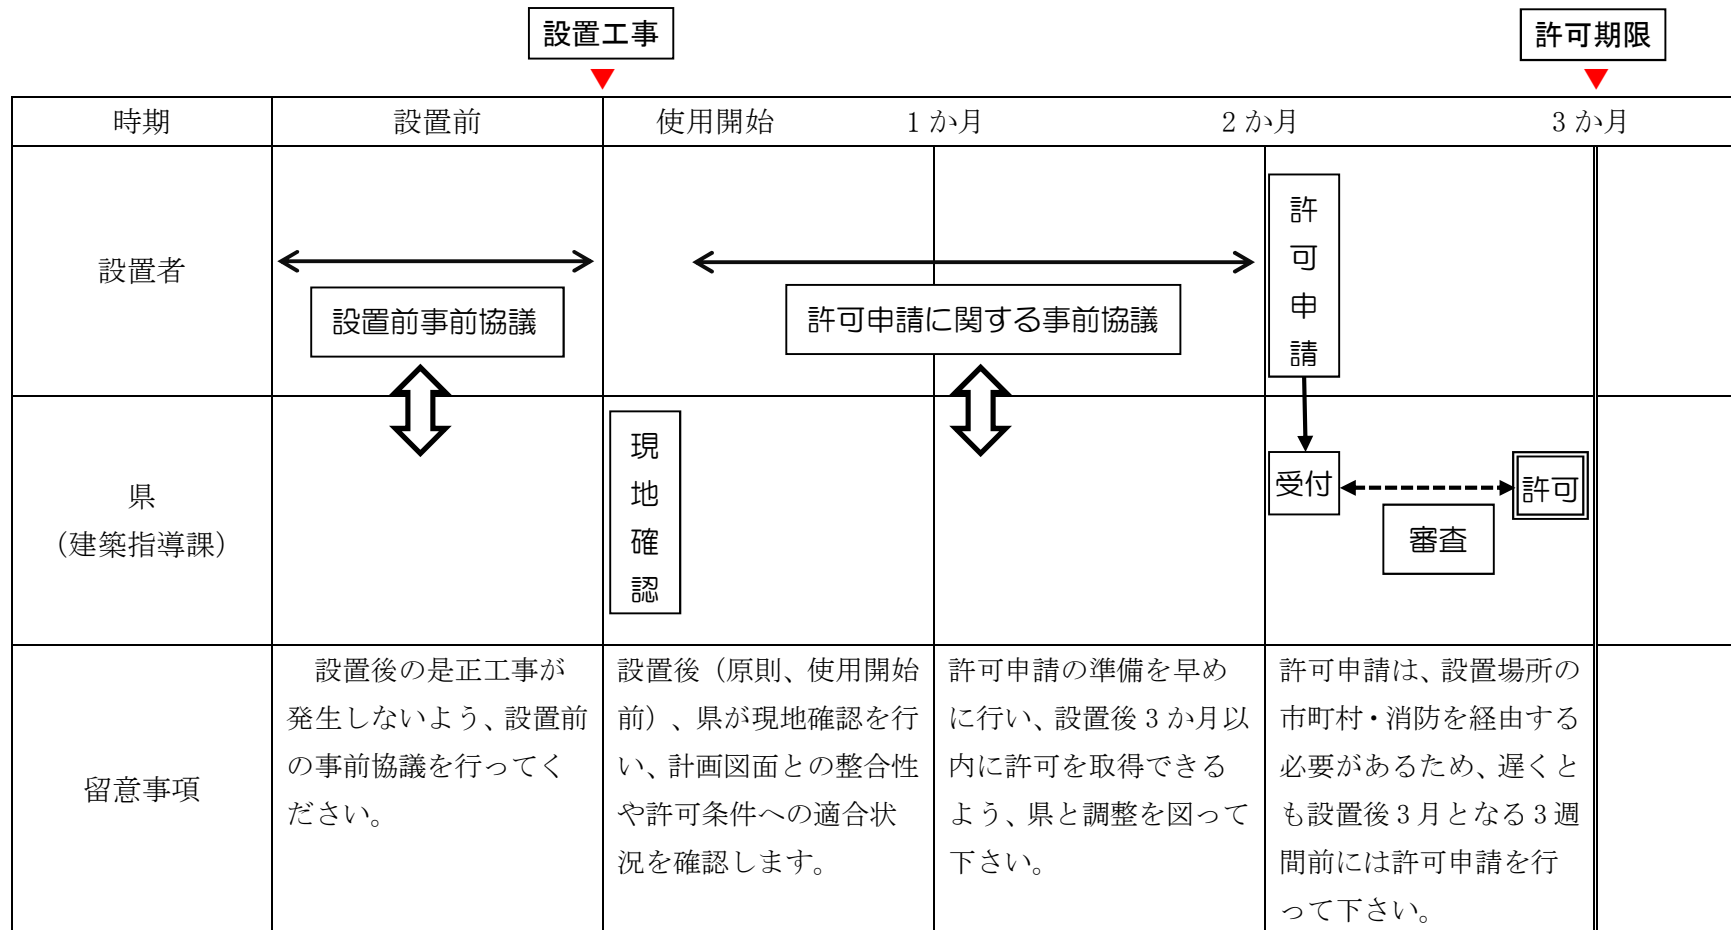 設置工事
許可期限
時期
設置前
使用開始
1か月
2か月
3か月
設置者
設置前事前協議
許可申請に関する事前協議
許可申請
県
(建築指導課)
現地確認
受付
許可
審査
留意事項
設置後の是正工事が
発生しないよう、設置前
の事前協議を行ってく
ださい。
設置後（原則、使用開始
前）、県が現地確認を行
い、計画図面との整合性
や許可条件への適合状
況を確認します。
許可申請の準備を早め
に行い、設置後3か月以
内に許可を取得できる
よう、県と調整を図って
下さい。
許可申請は、設置場所の
市町村・消防を経由する
必要があるため、遅くと
も設置後3月となる3週
間前には許可申請を行
って下さい。